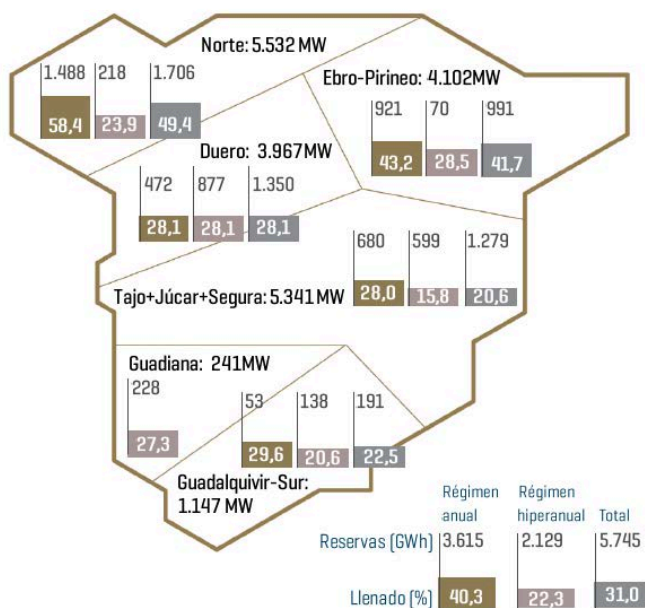 Norte: 5.532 MW
1.488 218 1.706
58,4 23,9 49,4
Ebro-Pirineo: 4.102MW
921 70 991
43,2 28,5 41,7
Duero: 3.967MW
472 877 1.350
28,1 28,1 28,1
680 599 1.279
28,0 15,8 20,6
Tajo+Júcar+Segura: 5.341 MW
Guadiana: 241MW
228
27,3
53 138 191
29,6 20,6 22,5
Guadalquivir-Sur:
1.147 MW
Régimen Régimen
anual hiperanual Total
Reservas (GWh) 3.615 2.129 5.745
Llenado (%) 40,3 22,3 31,0